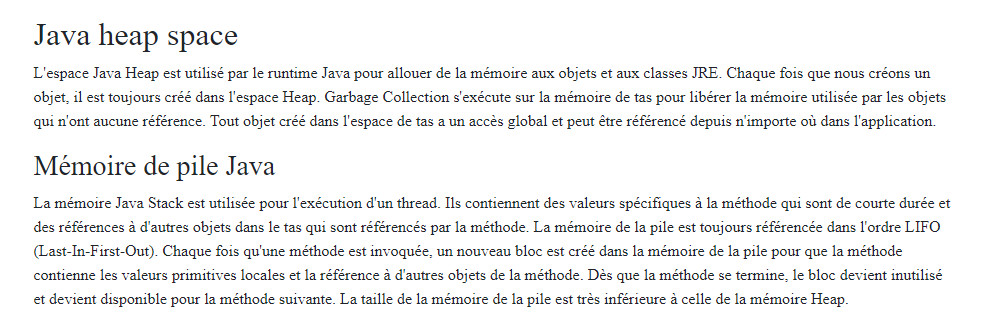 Java heap space
L'espace Java Heap est utilisé par le runtime Java pour allouer de la mémoire aux objets et aux classes JRE. Chaque fois que nous créons un
objet, il est toujours créé dans l'espace Heap. Garbage Collection s'exécute sur la mémoire de tas pour libérer la mémoire utilisée par les objets
qui n'ont aucune référence. Tout objet créé dans l'espace de tas a un accès global et peut être référencé depuis n'importe où dans l'application.
Mémoire de pile Java
La mémoire Java Stack est utilisée pour l'exécution d'un thread. Ils contiennent des valeurs spécifiques à la méthode qui sont de courte durée et
des références à d'autres objets dans le tas qui sont référencés par la méthode. La mémoire de la pile est toujours référencée dans l'ordre LIFO
(Last-In-First-Out). Chaque fois qu'une méthode est invoquée, un nouveau bloc est créé dans la mémoire de la pile pour que la méthode
contienne les valeurs primitives locales et la référence à d'autres objets de la méthode. Dès que la méthode se termine, le bloc devient inutilisé
et devient disponible pour la méthode suivante. La taille de la mémoire de la pile est très inférieure à celle de la mémoire Heap.